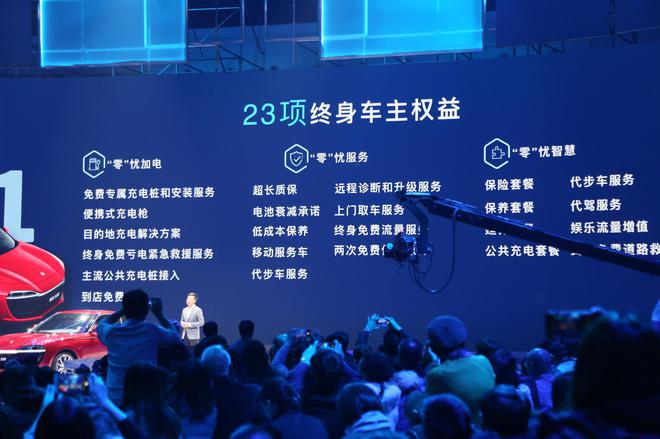 23项终身车主权益
“零”忧加电
免费专属充电桩和安装服务
便携式充电枪
目的地充电解决方案
终身免费亏电紧急救援服务
主流公共充电桩接入
到店免费
“零”忧服务
超长质保
电池衰减承诺
低成本保养
移动服务车
代步车服务
远程诊断和升级服务
上门取车服务
终身免费流量服
两次免费
“零”忧智慧
保险套餐
保养套餐
公共充电套餐
代步车服务
代驾服务
娱乐流量增值
费道路救
1